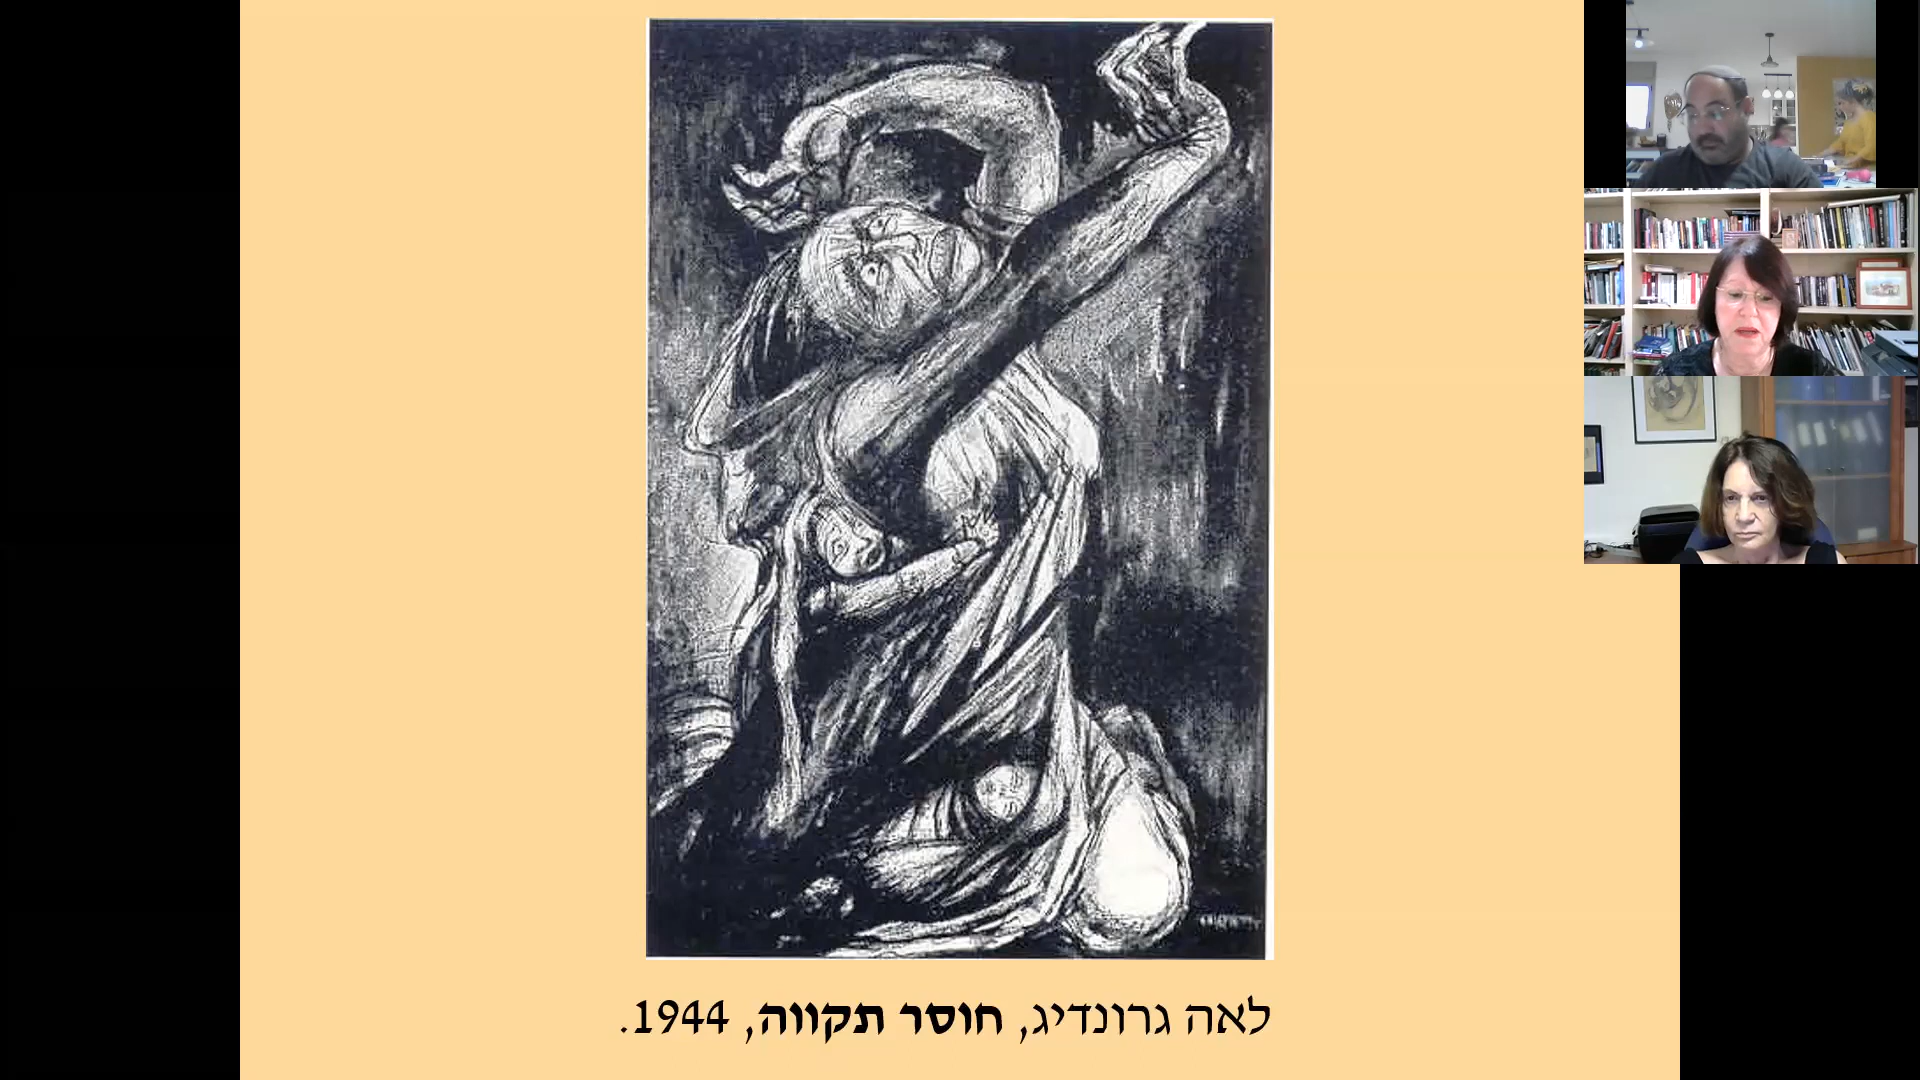 לאה גרונדיג, חוסר תקווה, 1944.